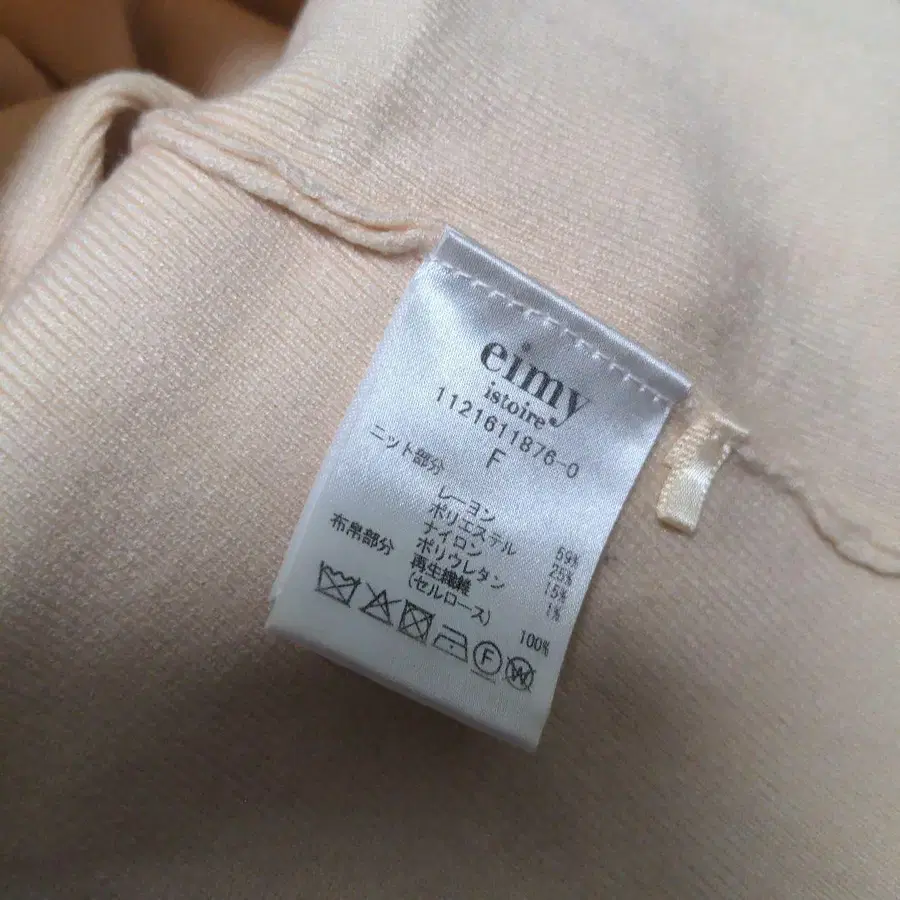 eimy
istoire
1121611876-0
F
ニット部分
レーヨン 59%
ポリエステル 25%
ナイロン 15%
ポリウレタン 1%
布帛部分
再生繊維
(セルロース) 100%
F W